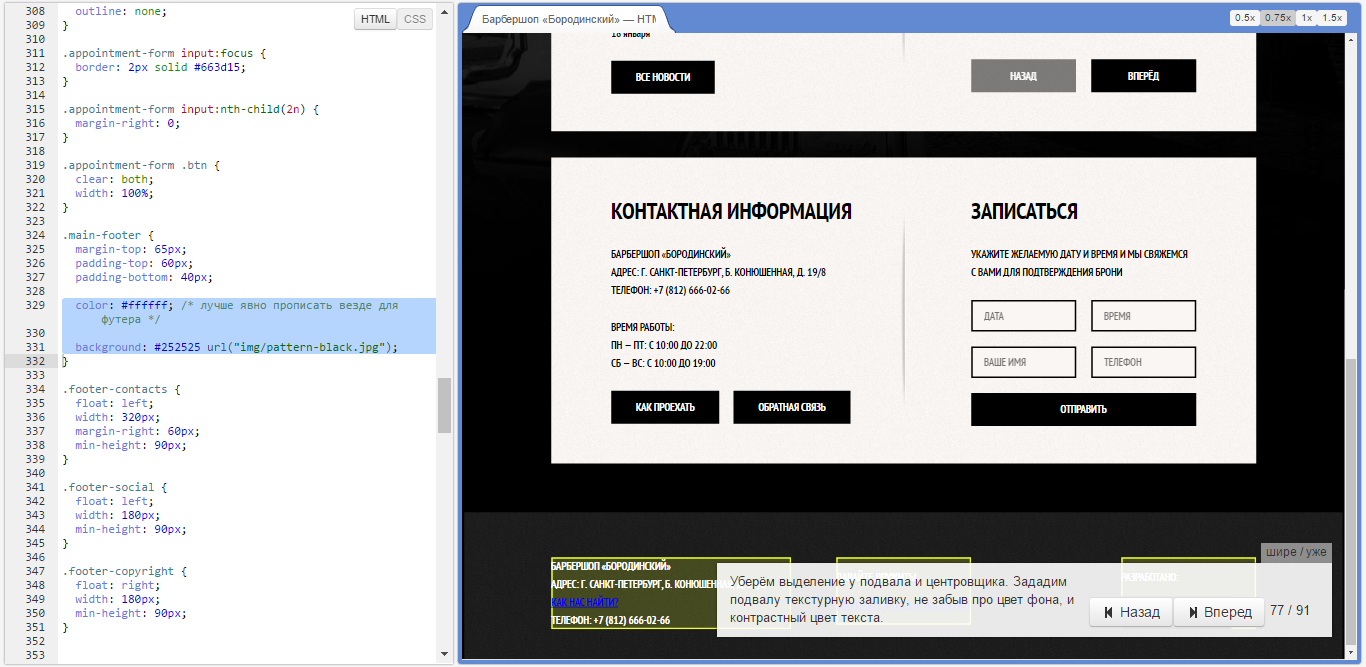 308 outline: none;
309 }
310
311 .appointment-form input:focus {
312 border: 2px solid #663d15;
313 }
314
315 .appointment-form input:nth-child(2n) {
316 margin-right: 0;
317 }
318
319 .appointment-form .btn {
320 clear: both;
321 width: 100%;
322 }
323
324 .main-footer {
325 margin-top: 65px;
326 padding-top: 60px;
327 padding-bottom: 40px;
328
329 color: #ffffff; /* лучше явно прописать везде для
футера */
330
331 background: #252525 url("img/pattern-black.jpg");
332 }
333
334 .footer-contacts {
335 float: left;
336 width: 320px;
337 margin-right: 60px;
338 min-height: 90px;
339 }
340
341 .footer-social {
342 float: left;
343 width: 180px;
344 min-height: 90px;
345 }
346
347 .footer-copyright {
348 float: right;
349 width: 180px;
350 min-height: 90px;
351 }
352
353
HTML CSS
Барбершоп «Бородинский» — HTM
0.5x 0.75x 1x 1.5x
18 января
ВСЕ НОВОСТИ
НАЗАД ВПЕРЁД
КОНТАКТНАЯ ИНФОРМАЦИЯ
БАРБЕРШОП «БОРОДИНСКИЙ»
АДРЕС: Г. САНКТ-ПЕТЕРБУРГ, Б. КОНЮШЕННАЯ, Д. 19/8
ТЕЛЕФОН: +7 (812) 666-02-66
ВРЕМЯ РАБОТЫ:
ПН — ПТ: С 10:00 ДО 22:00
СБ — ВС: С 10:00 ДО 19:00
КАК ПРОЕХАТЬ ОБРАТНАЯ СВЯЗЬ
ЗАПИСАТЬСЯ
УКАЖИТЕ ЖЕЛАЕМУЮ ДАТУ И ВРЕМЯ И МЫ СВЯЖЕМСЯ
С ВАМИ ДЛЯ ПОДТВЕРЖДЕНИЯ БРОНИ
ДАТА ВРЕМЯ
ВАШЕ ИМЯ ТЕЛЕФОН
ОТПРАВИТЬ
БАРБЕРШОП «БОРОДИНСКИЙ»
АДРЕС: Г. САНКТ-ПЕТЕРБУРГ, Б. КОНЮШЕН
КАК НАС НАЙТИ?
ТЕЛЕФОН: +7 (812) 666-02-66
РАЗРАБОТАНО:
шире / уже
Уберём выделение у подвала и центровщика. Зададим
подвалу текстурную заливку, не забыв про цвет фона, и
контрастный цвет текста.
Назад Вперед 77 / 91